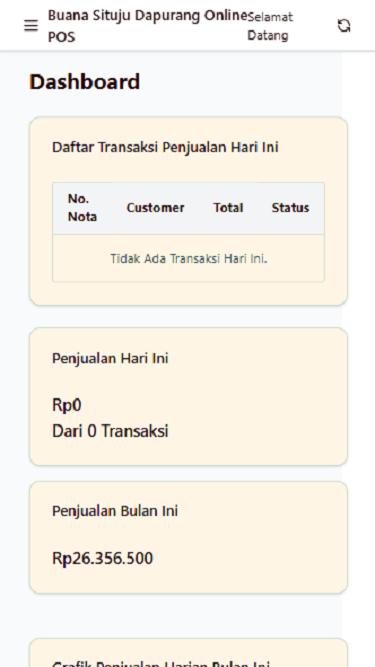 Buana Situju Dapurang Online
POS
Selamat
Datang
Dashboard
Daftar Transaksi Penjualan Hari Ini
No.
Nota
Customer Total Status
Tidak Ada Transaksi Hari Ini.
Penjualan Hari Ini
Rp0
Dari 0 Transaksi
Penjualan Bulan Ini
Rp26.356.500
Grafik Penjualan Harian Bulan Ini